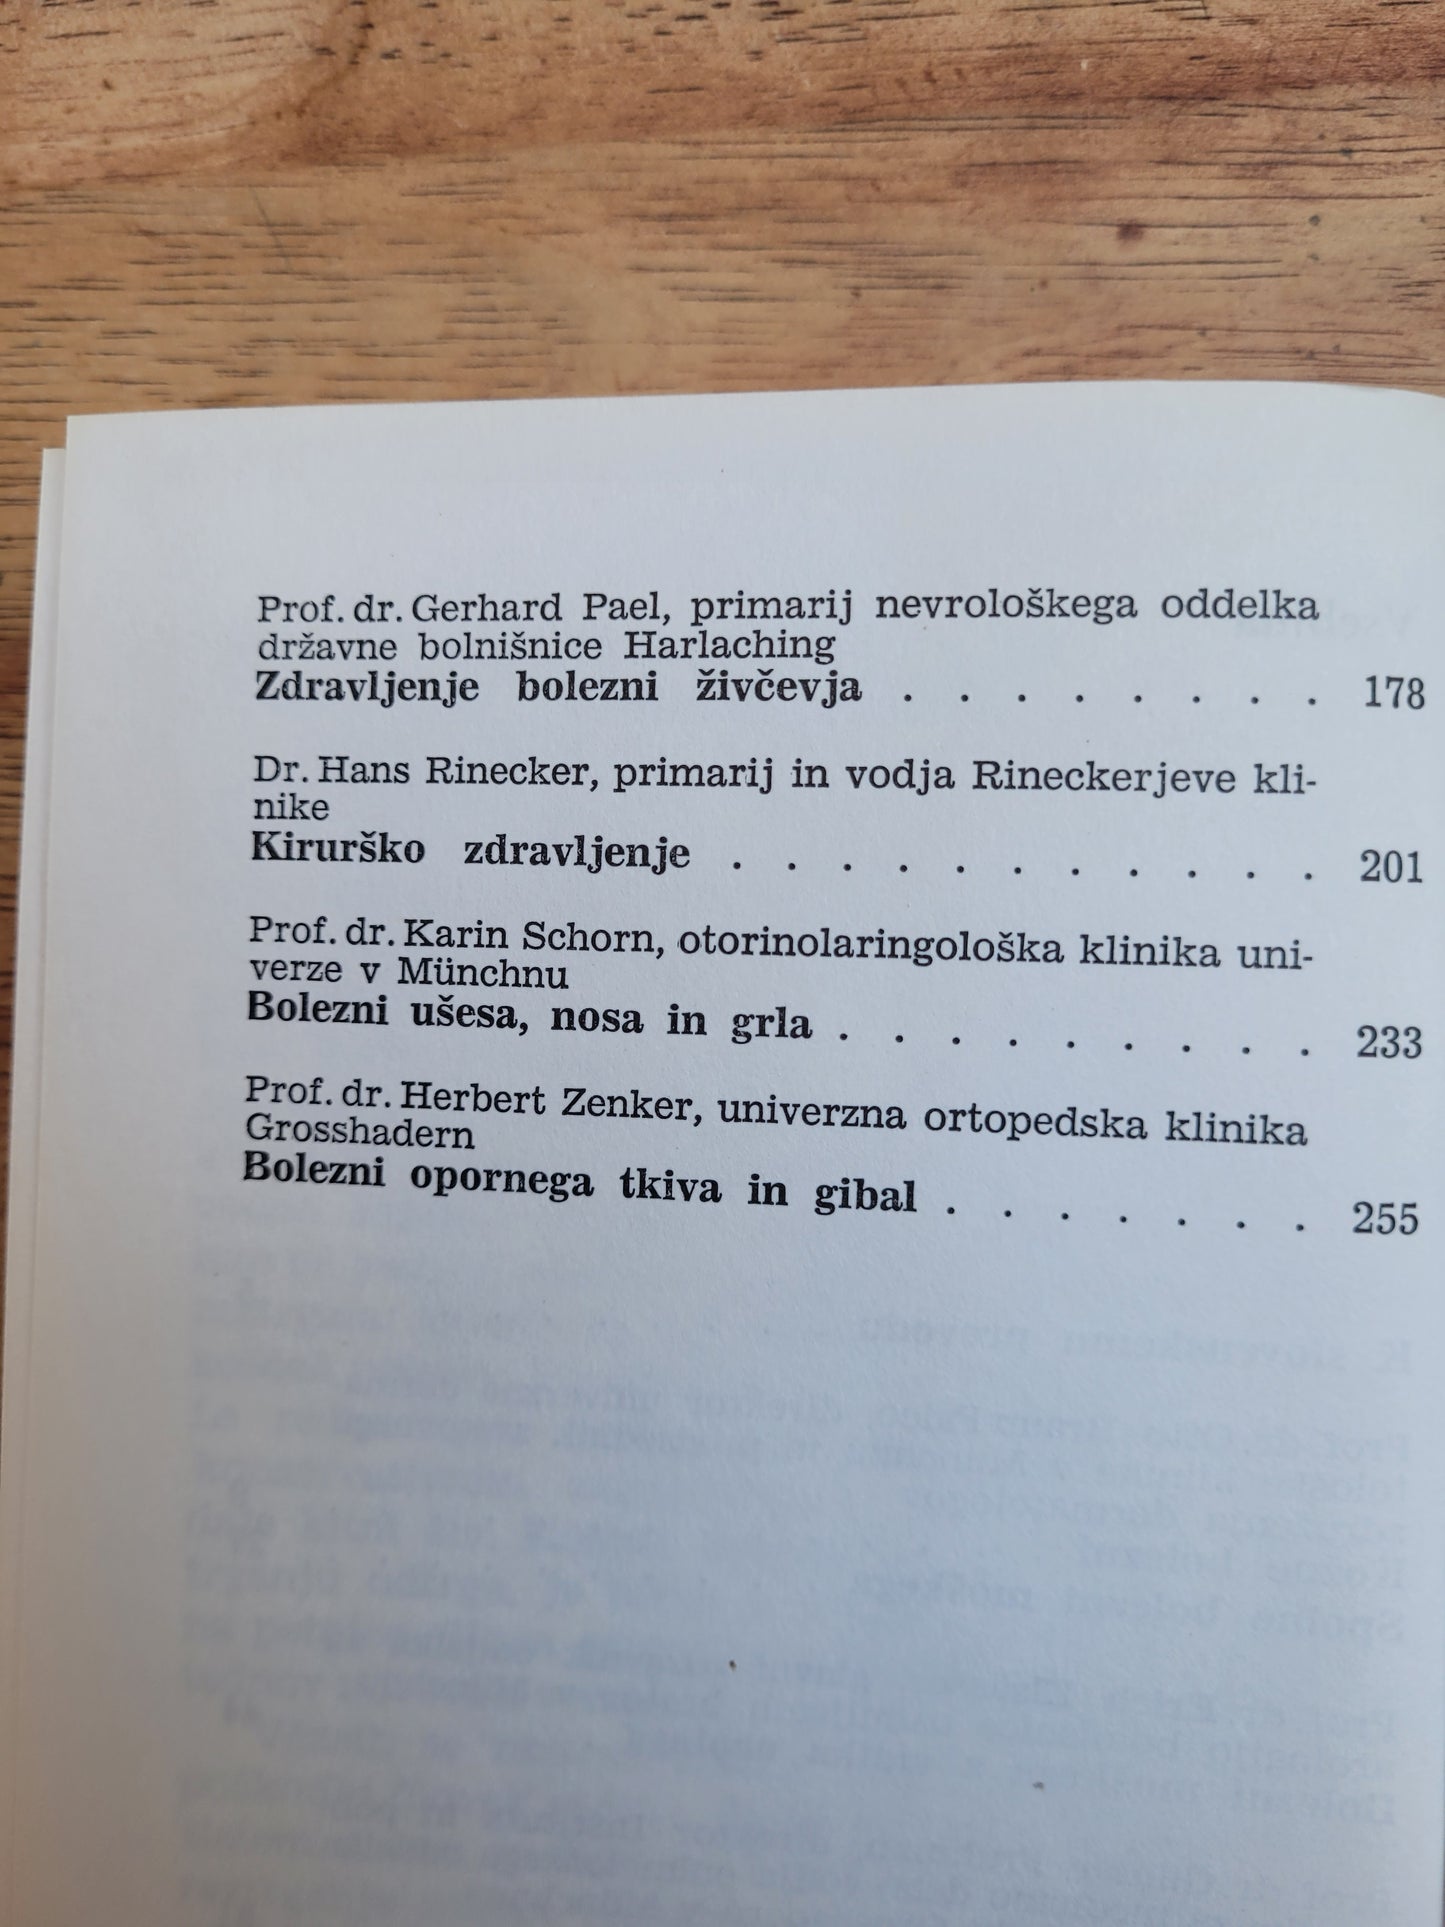 Prof. dr. Gerhard Pael, primarij nevrološkega oddelka
državne bolnišnice Harlaching
Zdravljenje bolezni živčevja . . . . . . . . 178
Dr. Hans Rinecker, primarij in vodja Rineckerjeve kli-
nike
Kirurško zdravljenje . . . . . . . . . . . 201
Prof. dr. Karin Schorn, otorinolaringološka klinika uni-
verze v Münchnu
Bolezni ušesa, nosa in grla . . . . . . . . . 233
Prof. dr. Herbert Zenker, univerzna ortopedska klinika
Grosshadern
Bolezni opornega tkiva in gibal . . . . . . . 255